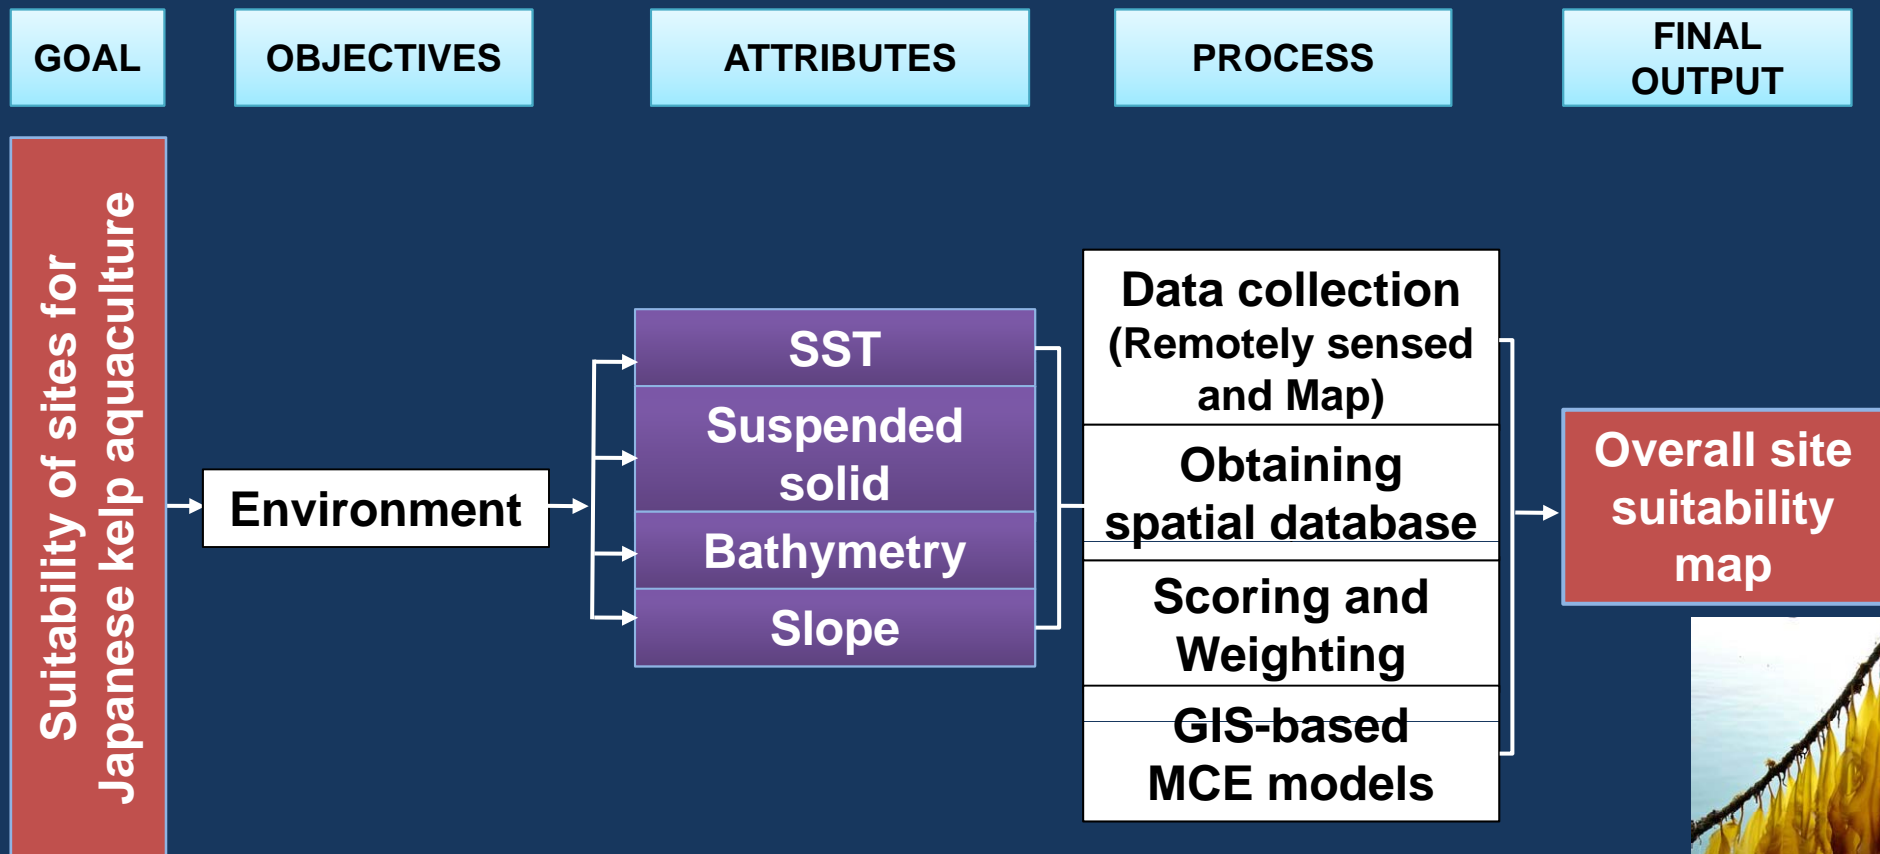 GOAL
OBJECTIVES
ATTRIBUTES
PROCESS
FINAL
OUTPUT
Suitability of sites for
Japanese kelp aquaculture
Environment
SST
Suspended
solid
Bathymetry
Slope
Data collection
(Remotely sensed
and Map)
Obtaining
spatial database
Scoring and
Weighting
GIS-based
MCE models
Overall site
suitability
map